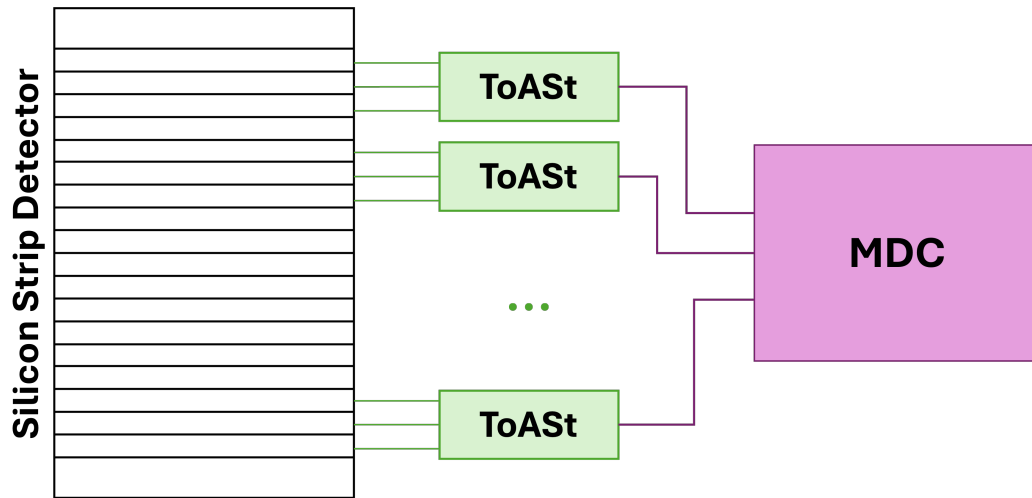 Silicon Strip Detector
ToASt
ToASt
...
ToASt
MDC